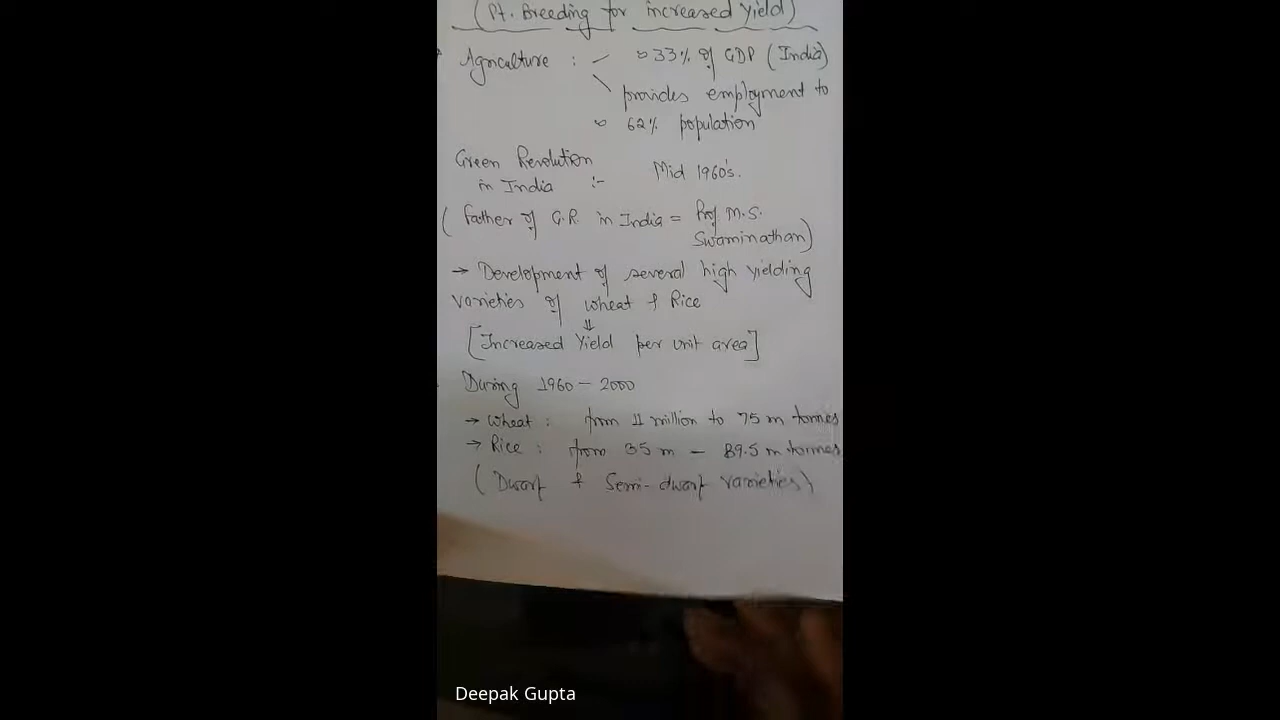 (Pt. Breeding for increased yield)
Agriculture : - ~ 33% of GDP (India)
provides employment to
~ 62% population
Green Revolution
in India :- Mid 1960's.
(Father of G.R. in India = Prof M.S.
Swaminathan)
→ Development of several high yielding
varieties of wheat & Rice
⇓
[Increased Yield per unit area]
During 1960 - 2000
→ Wheat : from 11 million to 75 m tonnes
→ Rice : from 35 m - 89.5 m tonnes
(Dwarf & Semi-dwarf varieties)
Deepak Gupta